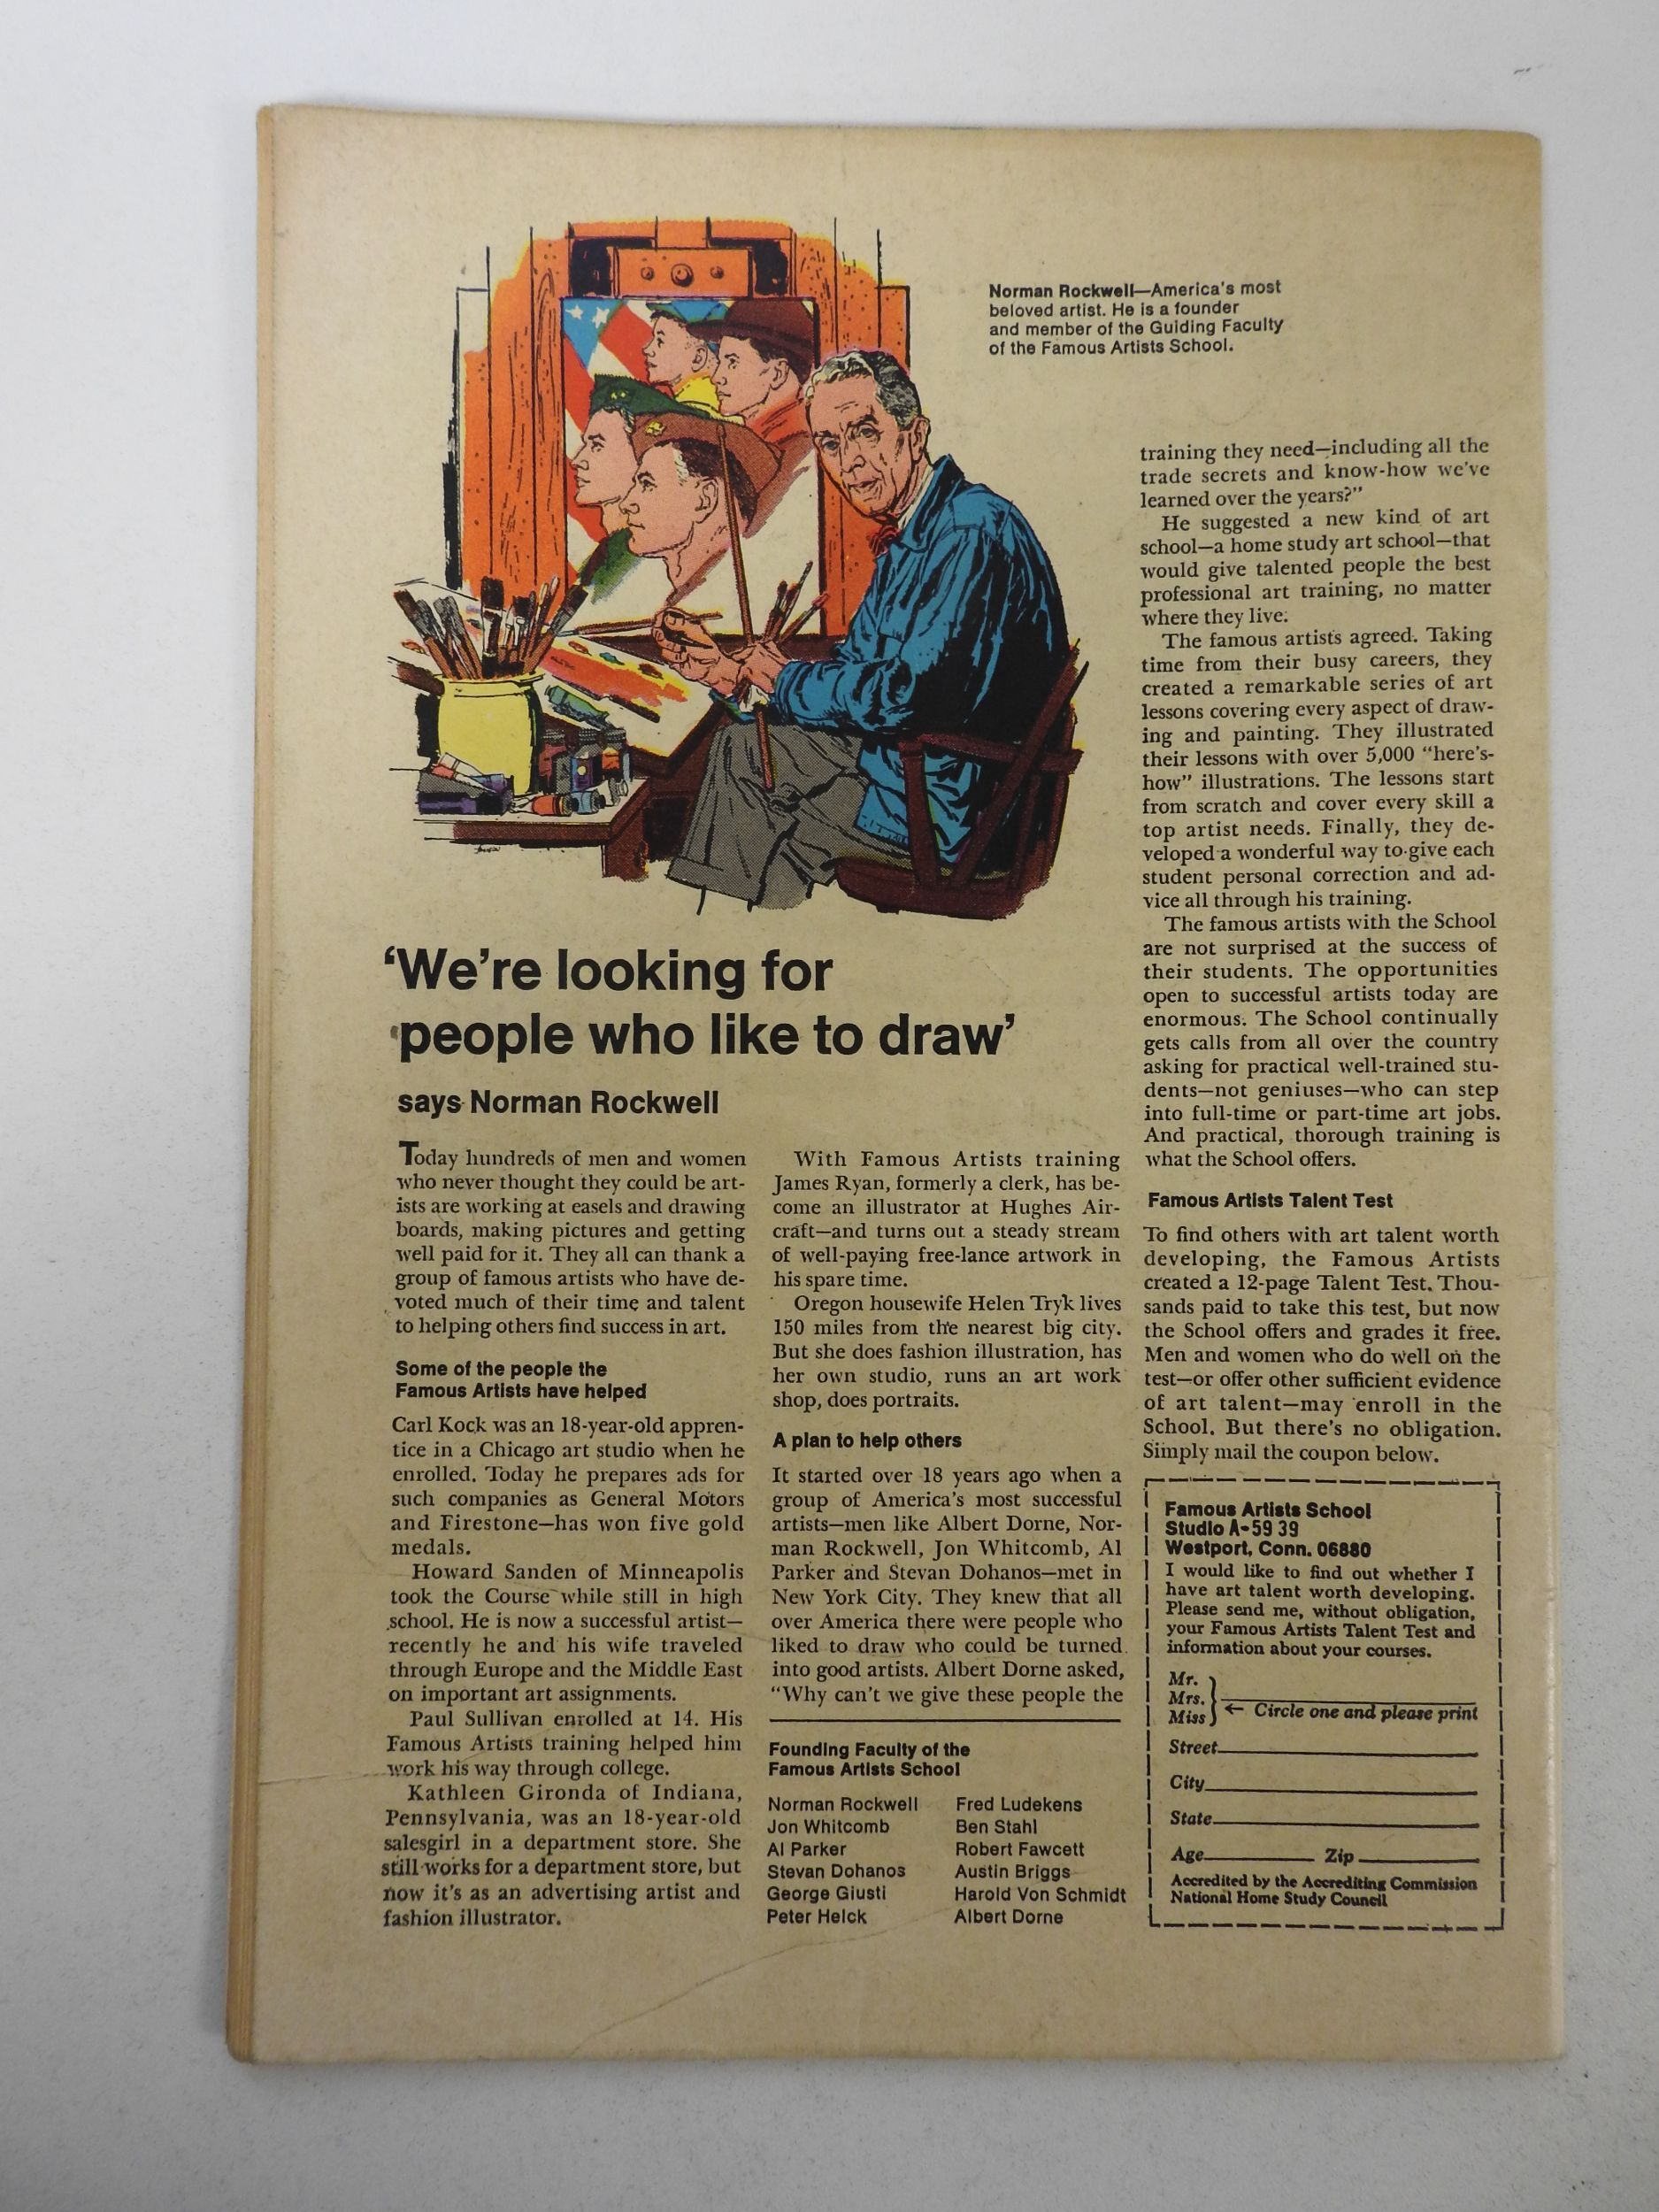 Norman Rockwell—America's most
beloved artist. He is a founder
and member of the Guiding Faculty
of the Famous Artists School.
'We're looking for
people who like to draw'
says Norman Rockwell
Today hundreds of men and women
who never thought they could be art-
ists are working at easels and drawing
boards, making pictures and getting
well paid for it. They all can thank a
group of famous artists who have de-
voted much of their time and talent
to helping others find success in art.
Some of the people the
Famous Artists have helped
Carl Kock was an 18-year-old appren-
tice in a Chicago art studio when he
enrolled. Today he prepares ads for
such companies as General Motors
and Firestone—has won five gold
medals.
Howard Sanden of Minneapolis
took the Course while still in high
school. He is now a successful artist—
recently he and his wife traveled
through Europe and the Middle East
on important art assignments.
Paul Sullivan enrolled at 14. His
Famous Artists training helped him
work his way through college.
Kathleen Gironda of Indiana,
Pennsylvania, was an 18-year-old
salesgirl in a department store. She
still works for a department store, but
now it's as an advertising artist and
fashion illustrator.
With Famous Artists training
James Ryan, formerly a clerk, has be-
come an illustrator at Hughes Air-
craft—and turns out a steady stream
of well-paying free-lance artwork in
his spare time.
Oregon housewife Helen Tryk lives
150 miles from the nearest big city.
But she does fashion illustration, has
her own studio, runs an art work
shop, does portraits.
A plan to help others
It started over 18 years ago when a
group of America's most successful
artists—men like Albert Dorne, Nor-
man Rockwell, Jon Whitcomb, Al
Parker and Stevan Dohanos—met in
New York City. They knew that all
over America there were people who
liked to draw who could be turned
into good artists. Albert Dorne asked,
"Why can't we give these people the
Founding Faculty of the
Famous Artists School
Norman Rockwell
Jon Whitcomb
Al Parker
Stevan Dohanos
George Giusti
Peter Helck
Fred Ludekens
Ben Stahl
Robert Fawcett
Austin Briggs
Harold Von Schmidt
Albert Dorne
training they need—including all the
trade secrets and know-how we've
learned over the years?"
He suggested a new kind of art
school—a home study art school—that
would give talented people the best
professional art training, no matter
where they live.
The famous artists agreed. Taking
time from their busy careers, they
created a remarkable series of art
lessons covering every aspect of draw-
ing and painting. They illustrated
their lessons with over 5,000 "here's-
how" illustrations. The lessons start
from scratch and cover every skill a
top artist needs. Finally, they de-
veloped a wonderful way to give each
student personal correction and ad-
vice all through his training.
The famous artists with the School
are not surprised at the success of
their students. The opportunities
open to successful artists today are
enormous. The School continually
gets calls from all over the country
asking for practical well-trained stu-
dents—not geniuses—who can step
into full-time or part-time art jobs.
And practical, thorough training is
what the School offers.
Famous Artists Talent Test
To find others with art talent worth
developing, the Famous Artists
created a 12-page Talent Test. Thou-
sands paid to take this test, but now
the School offers and grades it free.
Men and women who do well on the
test—or offer other sufficient evidence
of art talent—may enroll in the
School. But there's no obligation.
Simply mail the coupon below.
Famous Artists School
Studio A-59 39
Westport, Conn. 06880
I would like to find out whether I
have art talent worth developing.
Please send me, without obligation,
your Famous Artists Talent Test and
information about your courses.
Mr.
Mrs.
Miss
← Circle one and please print
Street
City
State
Age Zip
Accredited by the Accrediting Commission
National Home Study Council